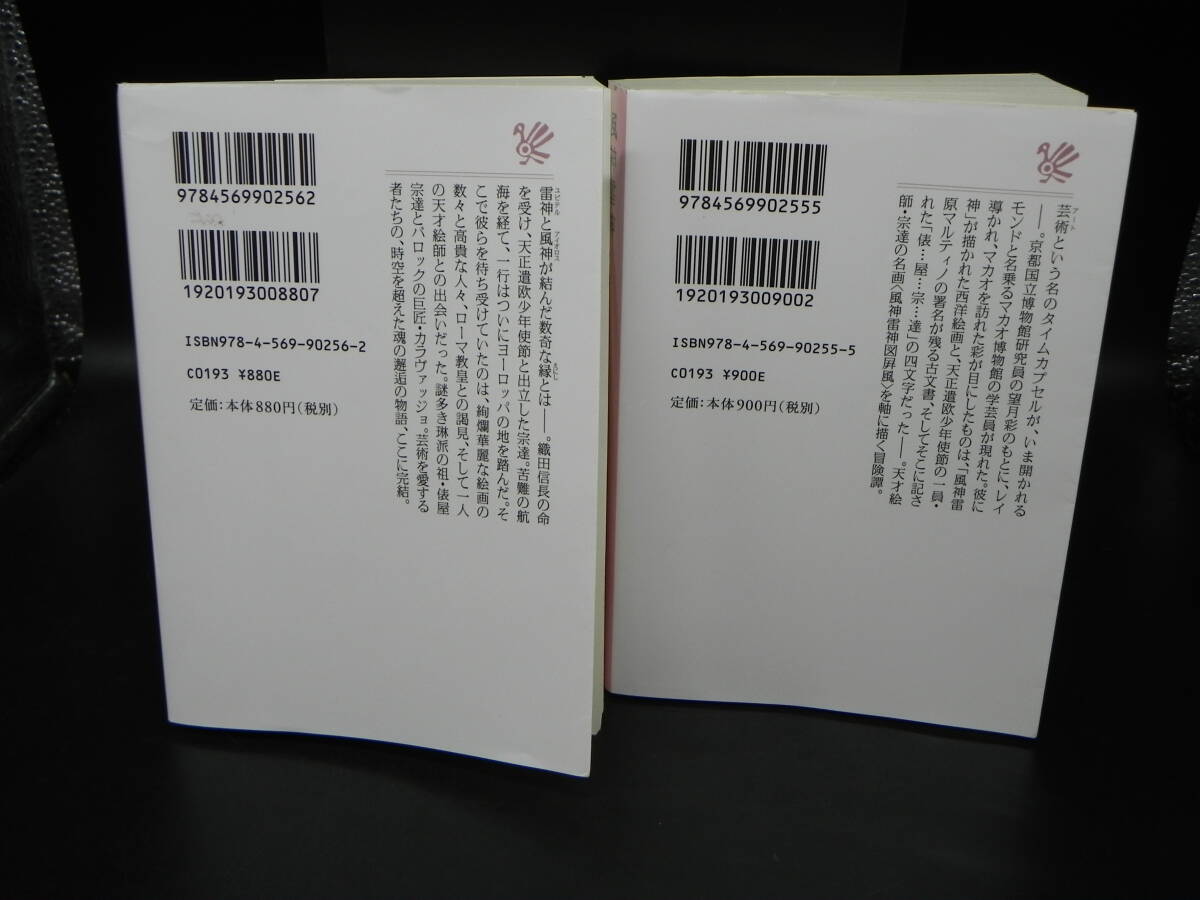 9784569902562
1920193008807
ISBN978-4-569-90256-2
C0193 ¥880E
定価：本体880円(税別)
ユピテル アイオロス えにし
雷神と風神が結んだ数奇な縁とは――。織田信長の命
を受け、天正遣欧少年使節と出立した宗達。苦難の航
海を経て、一行はついにヨーロッパの地を踏んだ。そ
こで彼らを待ち受けていたのは、絢爛華麗な絵画の
数々と高貴な人々、ローマ教皇との謁見、そして一人
の天才絵師との出会いだった。謎多き琳派の祖・俵屋
宗達とバロックの巨匠・カラヴァッジョ。芸術を愛する
者たちの、時空を超えた魂の邂逅の物語、ここに完結。
9784569902555
1920193009002
ISBN978-4-569-90255-5
C0193 ¥900E
定価：本体900円(税別)
アート
芸術という名のタイムカプセルが、いま開かれる
――。京都国立博物館研究員の望月彩のもとに、レイ
モンドと名乗るマカオ博物館の学芸員が現れた。彼に
導かれ、マカオを訪れた彩が目にしたものは、「風神雷
神」が描かれた西洋絵画と、天正遣欧少年使節の一員・
原マルティノの署名が残る古文書、そしてそこに記さ
れた「俵…屋…宗…達」の四文字だった――。天才絵
師・宗達の名画〈風神雷神図屏風〉を軸に描く冒険譚。